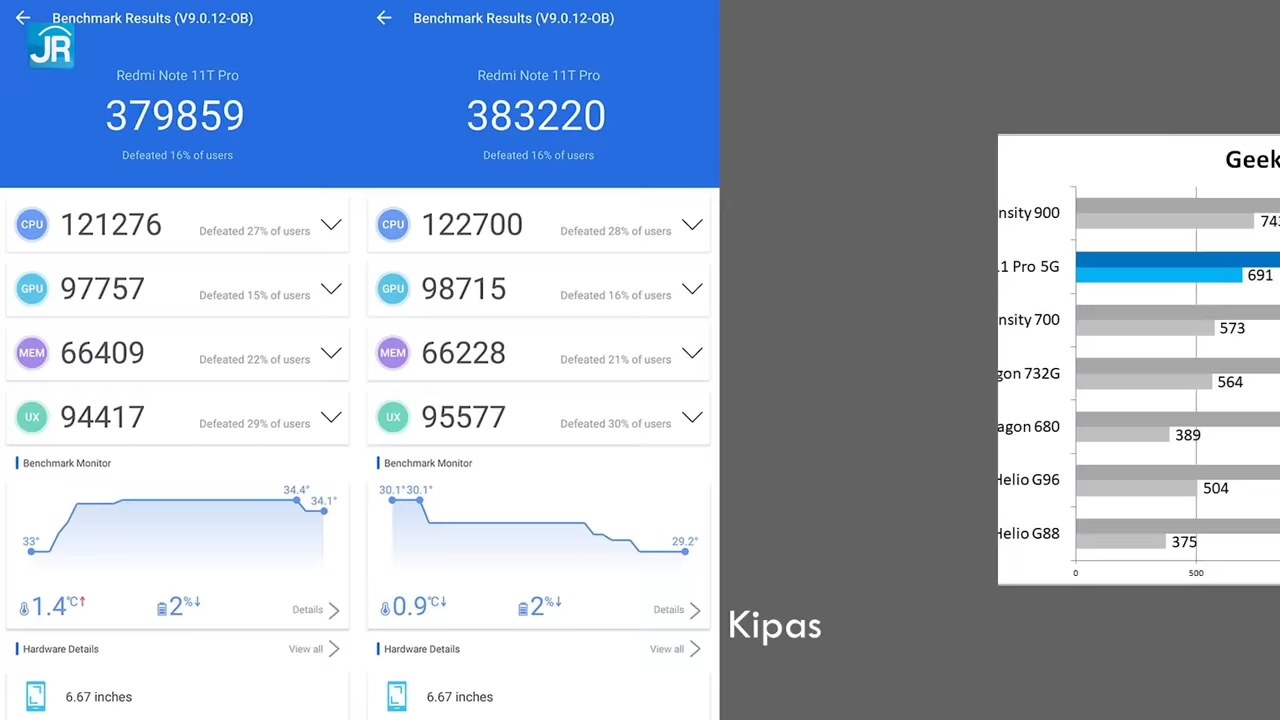 Benchmark Results (V9.0.12-OB)
JR
Redmi Note 11T Pro
379859
Defeated 16% of users
CPU 121276 Defeated 27% of users
GPU 97757 Defeated 15% of users
MEM 66409 Defeated 22% of users
UX 94417 Defeated 29% of users
Benchmark Monitor
33° 34.4° 34.1°
1.4℃↑ 2%↓ Details
Hardware Details View all
6.67 inches
Benchmark Results (V9.0.12-OB)
Redmi Note 11T Pro
383220
Defeated 16% of users
CPU 122700 Defeated 28% of users
GPU 98715 Defeated 16% of users
MEM 66228 Defeated 21% of users
UX 95577 Defeated 30% of users
Benchmark Monitor
30.1° 30.1° 29.2°
0.9℃↓ 2%↓ Details
Hardware Details View all
6.67 inches
Kipas
Geek
nsity 900 743
11 Pro 5G 691
nsity 700 573
gon 732G 564
agon 680 389
Helio G96 504
Helio G88 375
0 500